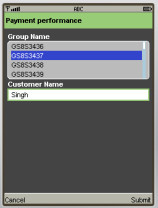 ABC
Payment performance
Group Name
GS8S3436
GS8S3437
GS8S3438
GS8S3439
Customer Name
Singh
Cancel Submit